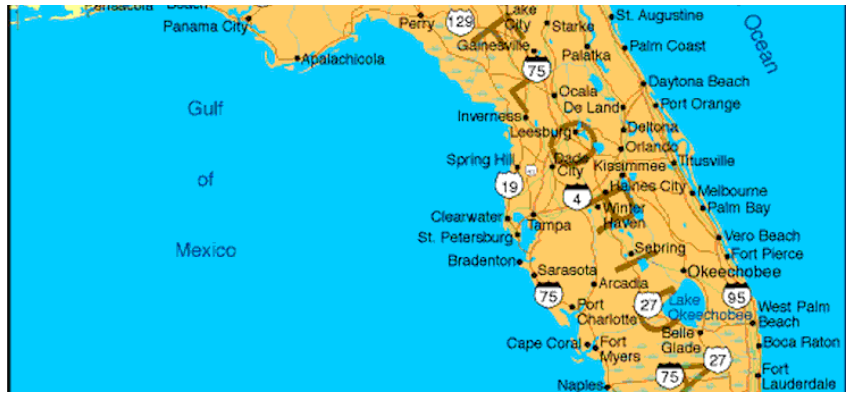 Pensacola
Beach
Panama City
Apalachicola
Perry
129
Lake
City
Starke
St. Augustine
Gainesville
Palatka
Palm Coast
Ocean
75
Ocala
Daytona Beach
De Land
Port Orange
Inverness
Leesburg
Deltona
Orlando
Gulf
of
Mexico
Spring Hill
Dade
City
Kissimmee
Titusville
19
4
Haines City
Melbourne
Winter
Haven
Palm Bay
Clearwater
Tampa
St. Petersburg
Vero Beach
Sebring
Fort Pierce
Bradenton
Sarasota
Okeechobee
Arcadia
75
27
Lake
Okeechobee
95
Port
Charlotte
West Palm
Beach
Belle
Glade
Cape Coral
Fort
Myers
Boca Raton
27
75
Fort
Lauderdale
Naples